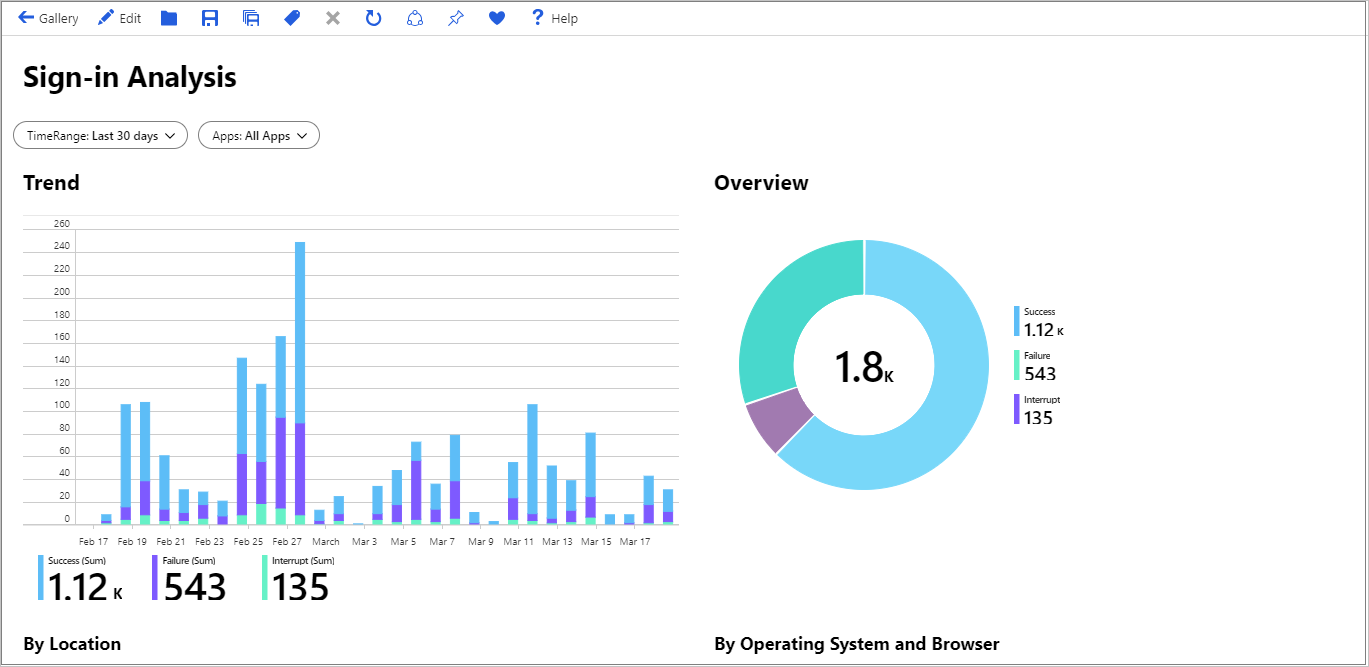 Gallery Edit Help
Sign-in Analysis
TimeRange: Last 30 days Apps: All Apps
Trend
260
240
220
200
180
160
140
120
100
80
60
40
20
0
Feb 17 Feb 19 Feb 21 Feb 23 Feb 25 Feb 27 March Mar 3 Mar 5 Mar 7 Mar 9 Mar 11 Mar 13 Mar 15 Mar 17
Success (Sum) Failure (Sum) Interrupt (Sum)
1.12 K 543 135
Overview
1.8K
Success
1.12 K
Failure
543
Interrupt
135
By Location
By Operating System and Browser